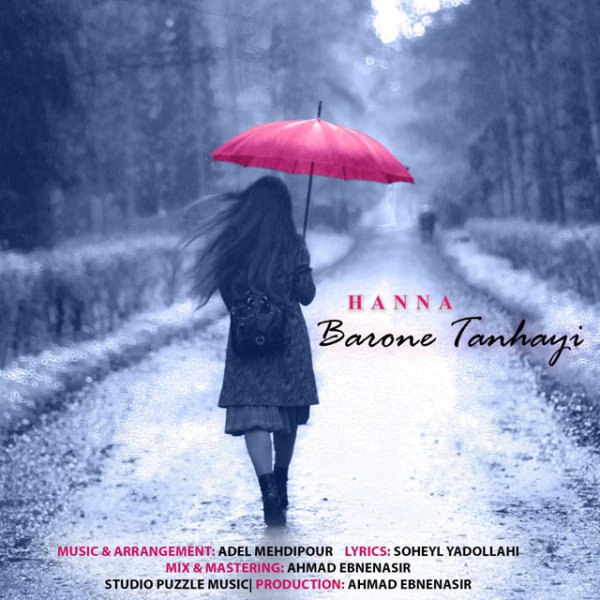 HANNA
Barone Tanhayi
MUSIC & ARRANGEMENT: ADEL MEHDIPOUR LYRICS: SOHEYL YADOLLAHI
MIX & MASTERING: AHMAD EBNENASIR
STUDIO PUZZLE MUSIC| PRODUCTION: AHMAD EBNENASIR